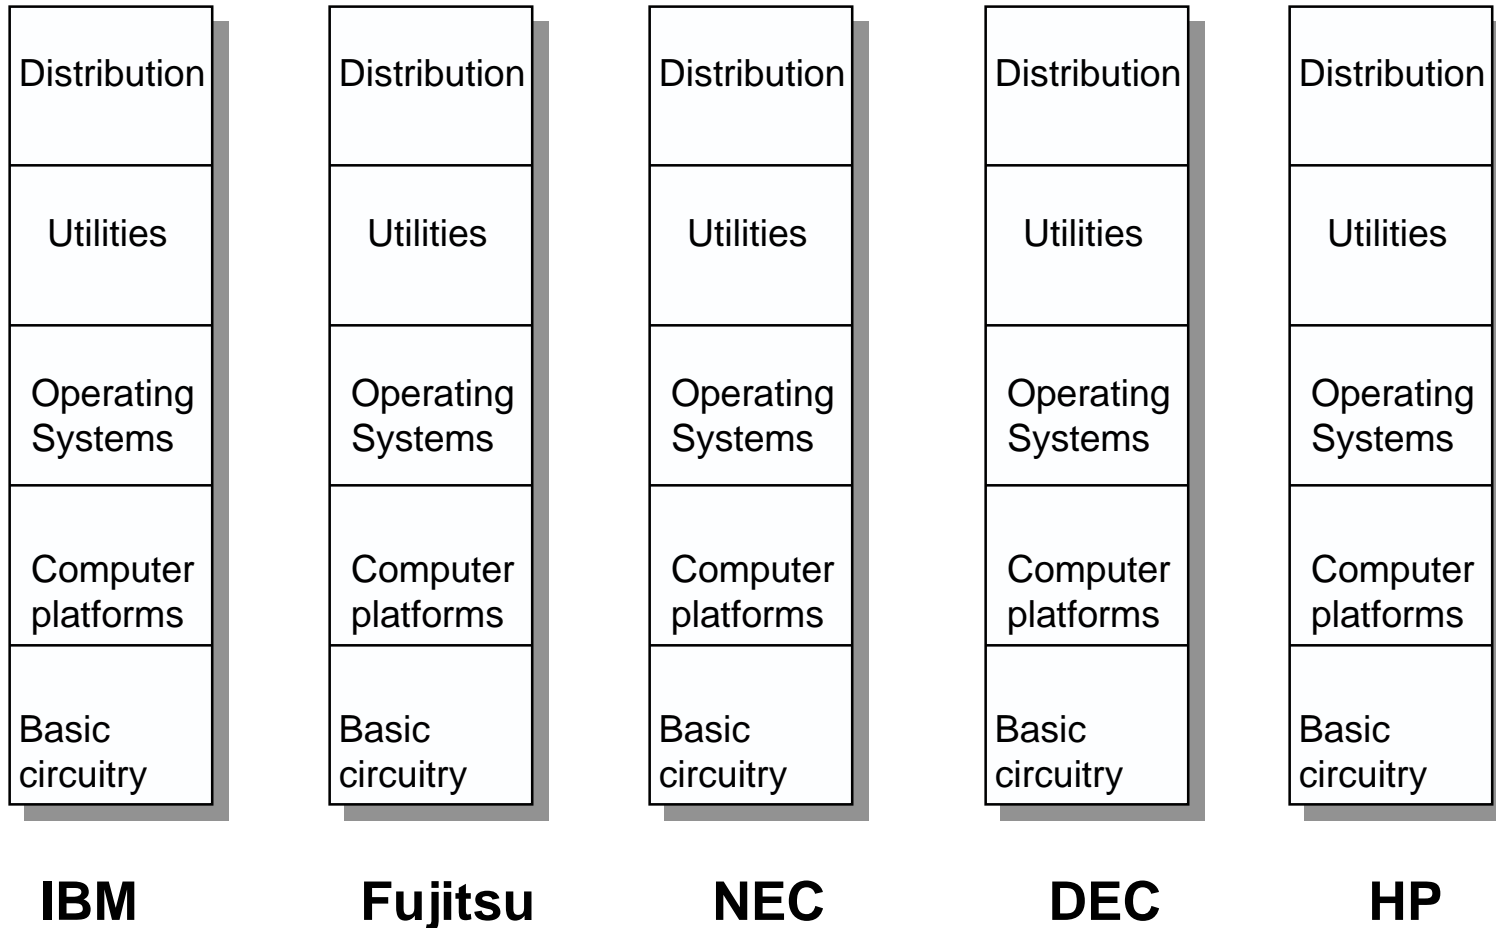 Distribution Distribution Distribution Distribution Distribution
Utilities Utilities Utilities Utilities Utilities
Operating Operating Operating Operating Operating
Systems Systems Systems Systems Systems
Computer Computer Computer Computer Computer
platforms platforms platforms platforms platforms
Basic Basic Basic Basic Basic
circuitry circuitry circuitry circuitry circuitry
IBM Fujitsu NEC DEC HP